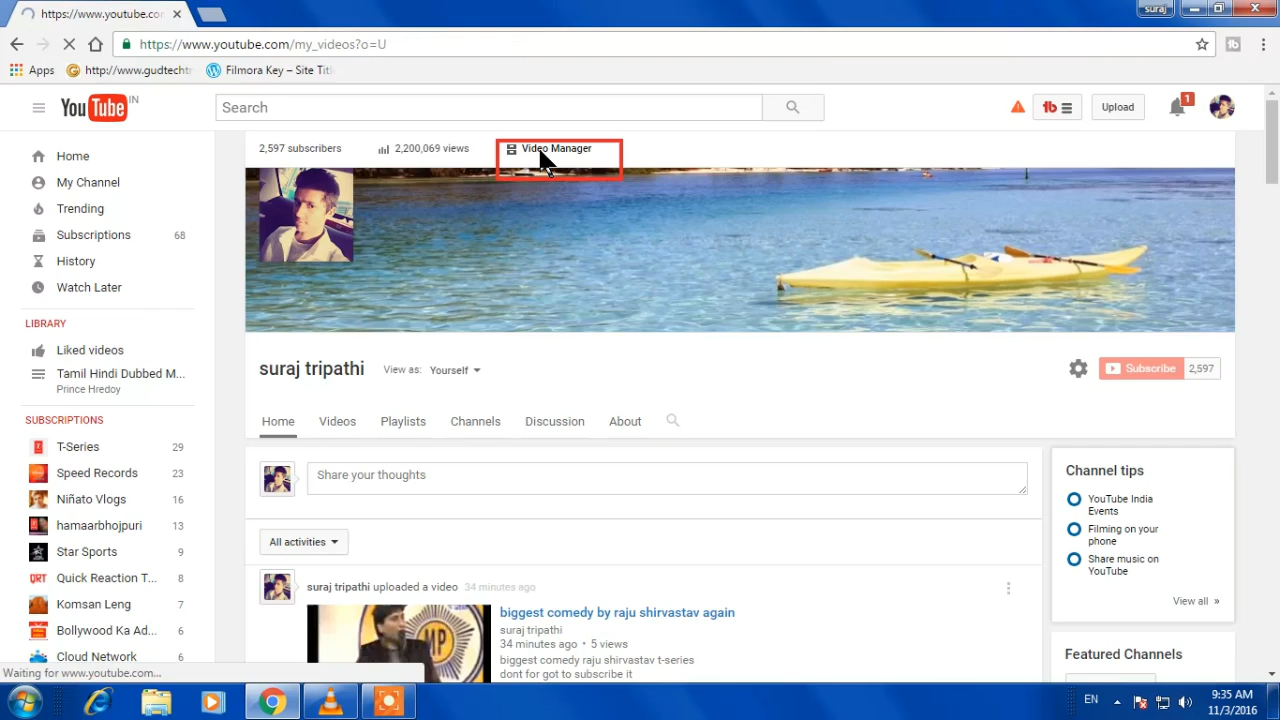 https://www.youtube.com
suraj
https://www.youtube.com/my_videos?o=U
Apps
http://www.gudtecht
Filmora Key – Site Titl
YouTube IN
Search
Upload
1
Home
My Channel
Trending
Subscriptions 68
History
Watch Later
LIBRARY
Liked videos
Tamil Hindi Dubbed M...
Prince Hredoy
SUBSCRIPTIONS
T-Series 29
Speed Records 23
Niñato Vlogs 16
hamaarbhojpuri 13
Star Sports 9
QRT
Quick Reaction T... 8
Komsan Leng 7
Bollywood Ka Ad... 6
Cloud Network 6
2,597 subscribers
2,200,069 views
Video Manager
suraj tripathi
View as: Yourself
Subscribe 2,597
Home Videos Playlists Channels Discussion About
Share your thoughts
All activities
suraj tripathi uploaded a video 34 minutes ago
MP
biggest comedy by raju shirvastav again
suraj tripathi
34 minutes ago • 5 views
biggest comedy raju shirvastav t-series
dont for got to subscribe it
Channel tips
YouTube India
Events
Filming on your
phone
Share music on
YouTube
View all »
Featured Channels
Waiting for www.youtube.com...
EN
9:35 AM
11/3/2016